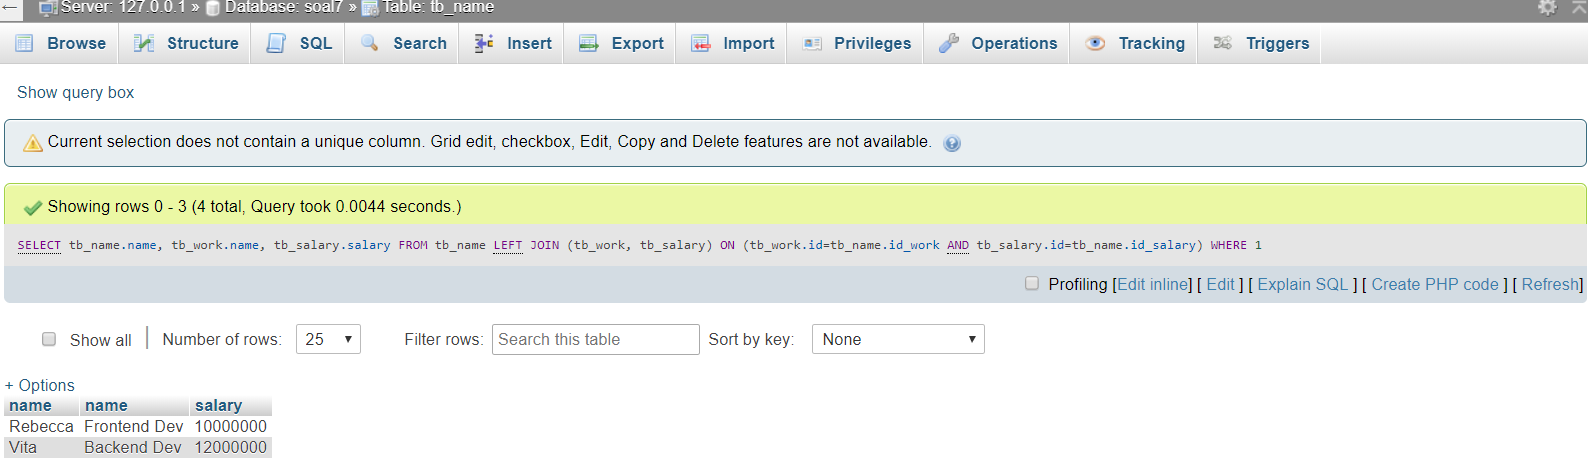 ← Server: 127.0.0.1 » Database: soal7 » Table: tb_name
Browse Structure SQL Search Insert Export Import Privileges Operations Tracking Triggers
Show query box
Current selection does not contain a unique column. Grid edit, checkbox, Edit, Copy and Delete features are not available.
Showing rows 0 - 3 (4 total, Query took 0.0044 seconds.)
SELECT tb_name.name, tb_work.name, tb_salary.salary FROM tb_name LEFT JOIN (tb_work, tb_salary) ON (tb_work.id=tb_name.id_work AND tb_salary.id=tb_name.id_salary) WHERE 1
Profiling [Edit inline] [ Edit ] [ Explain SQL ] [ Create PHP code ] [ Refresh]
Show all | Number of rows: 25 Filter rows: Search this table Sort by key: None
+ Options
name name salary
Rebecca Frontend Dev 10000000
Vita Backend Dev 12000000